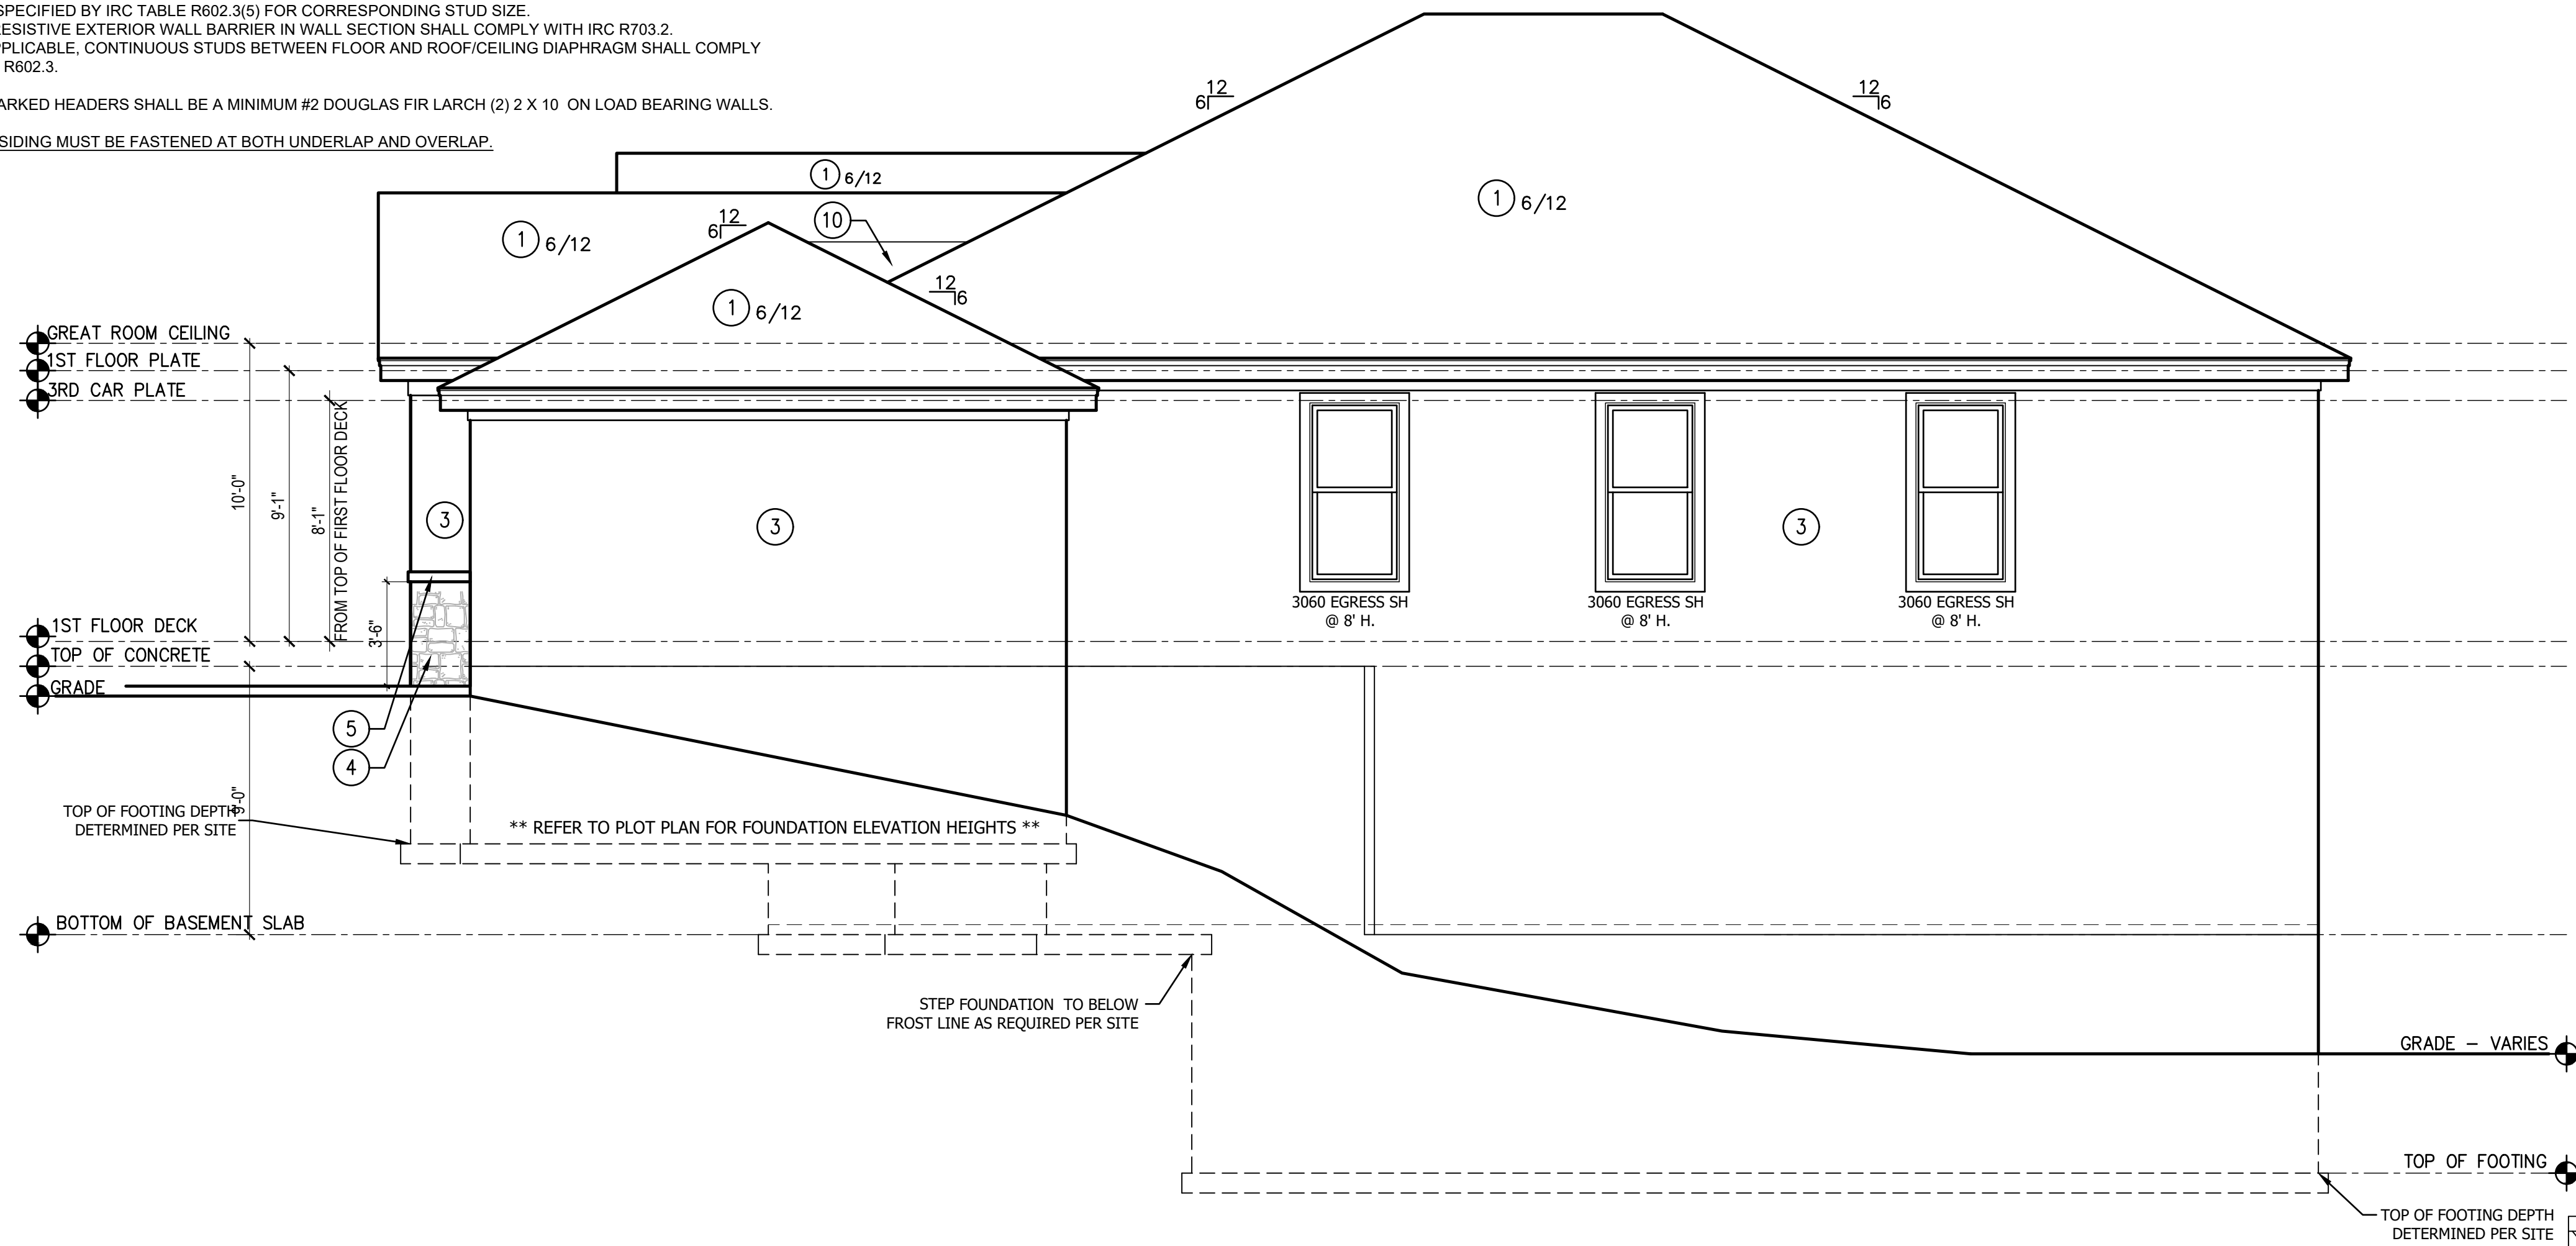 SPECIFIED BY IRC TABLE R602.3(5) FOR CORRESPONDING STUD SIZE.
RESISTIVE EXTERIOR WALL BARRIER IN WALL SECTION SHALL COMPLY WITH IRC R703.2.
CONTINUOUS STUDS BETWEEN FLOOR AND ROOF/CEILING DIAPHRAGM SHALL COMPLY
R602.3.
HEADERS SHALL BE A MINIMUM #2 DOUGLAS FIR LARCH (2) 2 X 10 ON LOAD BEARING WALLS.
SIDING MUST BE FASTENED AT BOTH UNDERLAP AND OVERLAP.
12
6
12
6
1 6/12
1 6/12
12
6
10
1 6/12
12
6
1 6/12
GREAT ROOM CEILING
1ST FLOOR PLATE
3RD CAR PLATE
10'-0"
9'-1"
8'-1"
FROM TOP OF FIRST FLOOR DECK
3
3
3
3060 EGRESS SH
@ 8' H.
3060 EGRESS SH
@ 8' H.
3060 EGRESS SH
@ 8' H.
1ST FLOOR DECK
3'-6"
TOP OF CONCRETE
GRADE
5
4
9'-0"
TOP OF FOOTING DEPTH
DETERMINED PER SITE
** REFER TO PLOT PLAN FOR FOUNDATION ELEVATION HEIGHTS **
BOTTOM OF BASEMENT SLAB
STEP FOUNDATION TO BELOW
FROST LINE AS REQUIRED PER SITE
GRADE - VARIES
TOP OF FOOTING
TOP OF FOOTING DEPTH
DETERMINED PER SITE